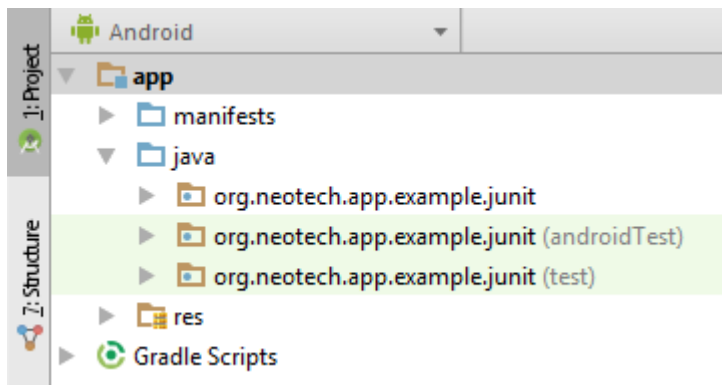 Android
1: Project
app
manifests
java
org.neotech.app.example.junit
org.neotech.app.example.junit (androidTest)
org.neotech.app.example.junit (test)
7: Structure
res
Gradle Scripts